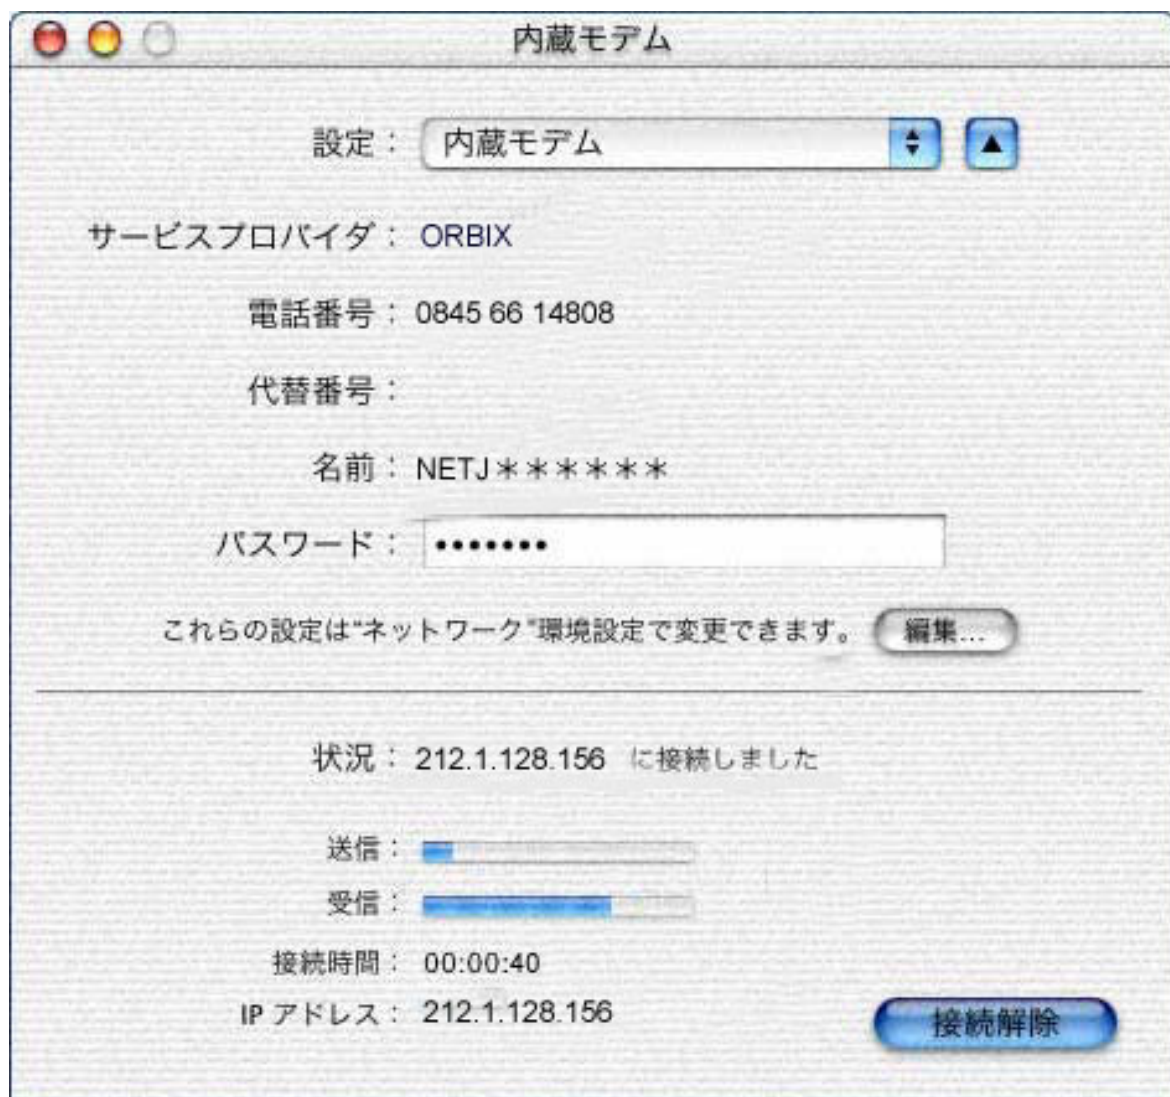 内蔵モデム
設定： 内蔵モデム
サービスプロバイダ： ORBIX
電話番号： 0845 66 14808
代替番号：
名前： NETJ＊＊＊＊＊＊
パスワード： •••••••
これらの設定は“ネットワーク”環境設定で変更できます。 編集...
状況： 212.1.128.156 に接続しました
送信：
受信：
接続時間： 00:00:40
IP アドレス： 212.1.128.156
接続解除